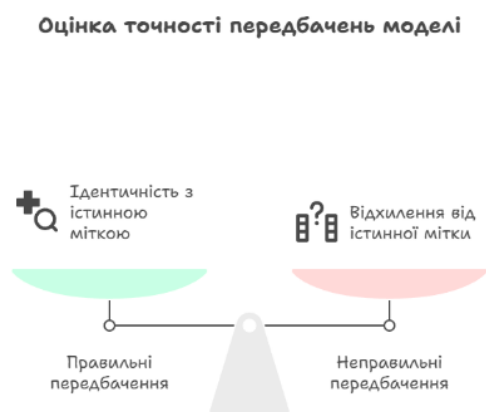 Оцінка точності передбачень моделі
Ідентичність з
істинною
міткою
Відхилення від
істинної мітки
Правильні
передбачення
Неправильні
передбачення